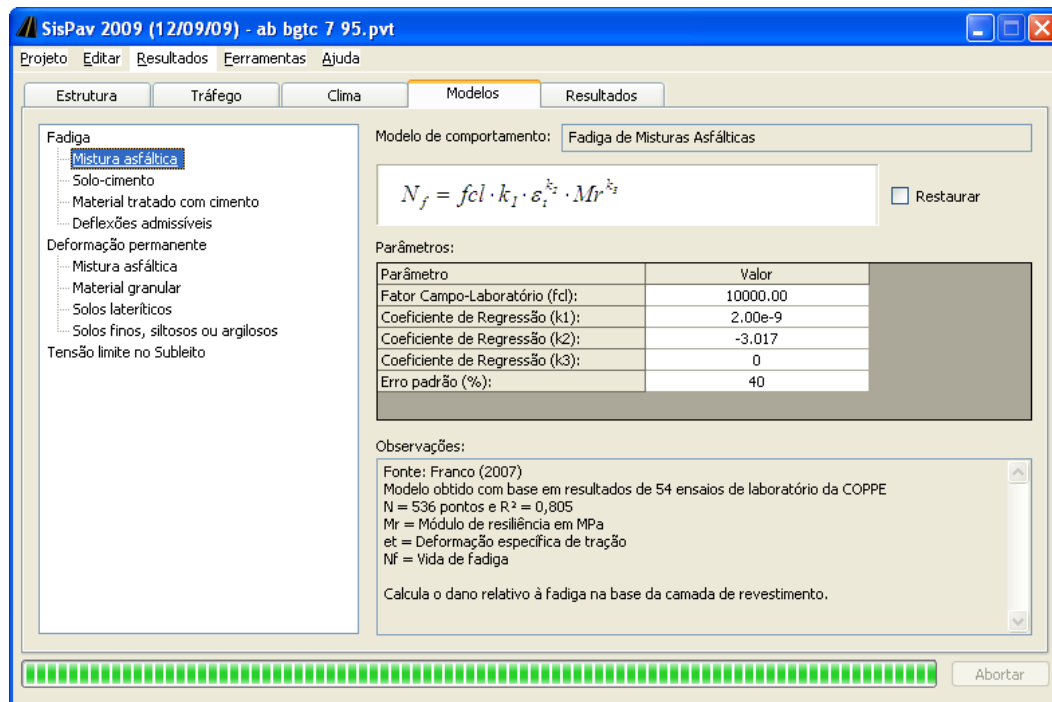 SisPav 2009 (12/09/09) - ab bgtc 7 95.pvt
Projeto Editar Resultados Ferramentas Ajuda
Estrutura Tráfego Clima Modelos Resultados
Fadiga
Mistura asfáltica
Solo-cimento
Material tratado com cimento
Deflexões admissíveis
Deformação permanente
Mistura asfáltica
Material granular
Solos lateríticos
Solos finos, siltosos ou argilosos
Tensão limite no Subleito
Modelo de comportamento: Fadiga de Misturas Asfálticas
N_f = fcl · k_1 · ε_t^{k_2} · Mr^{k_3}
Restaurar
Parâmetros:
Parâmetro Valor
Fator Campo-Laboratório (fcl): 10000.00
Coeficiente de Regressão (k1): 2.00e-9
Coeficiente de Regressão (k2): -3.017
Coeficiente de Regressão (k3): 0
Erro padrão (%): 40
Observações:
Fonte: Franco (2007)
Modelo obtido com base em resultados de 54 ensaios de laboratório da COPPE
N = 536 pontos e R² = 0,805
Mr = Módulo de resiliência em MPa
et = Deformação específica de tração
Nf = Vida de fadiga
Calcula o dano relativo à fadiga na base da camada de revestimento.
Abortar